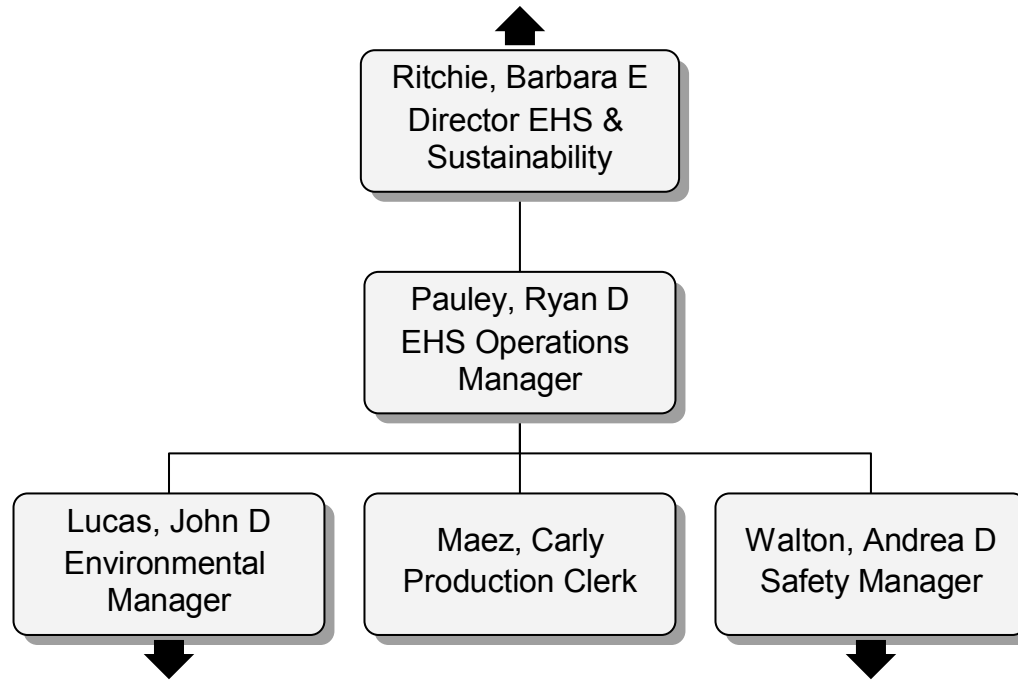 Ritchie, Barbara E
Director EHS &
Sustainability
Pauley, Ryan D
EHS Operations
Manager
Lucas, John D
Environmental
Manager
Maez, Carly
Production Clerk
Walton, Andrea D
Safety Manager